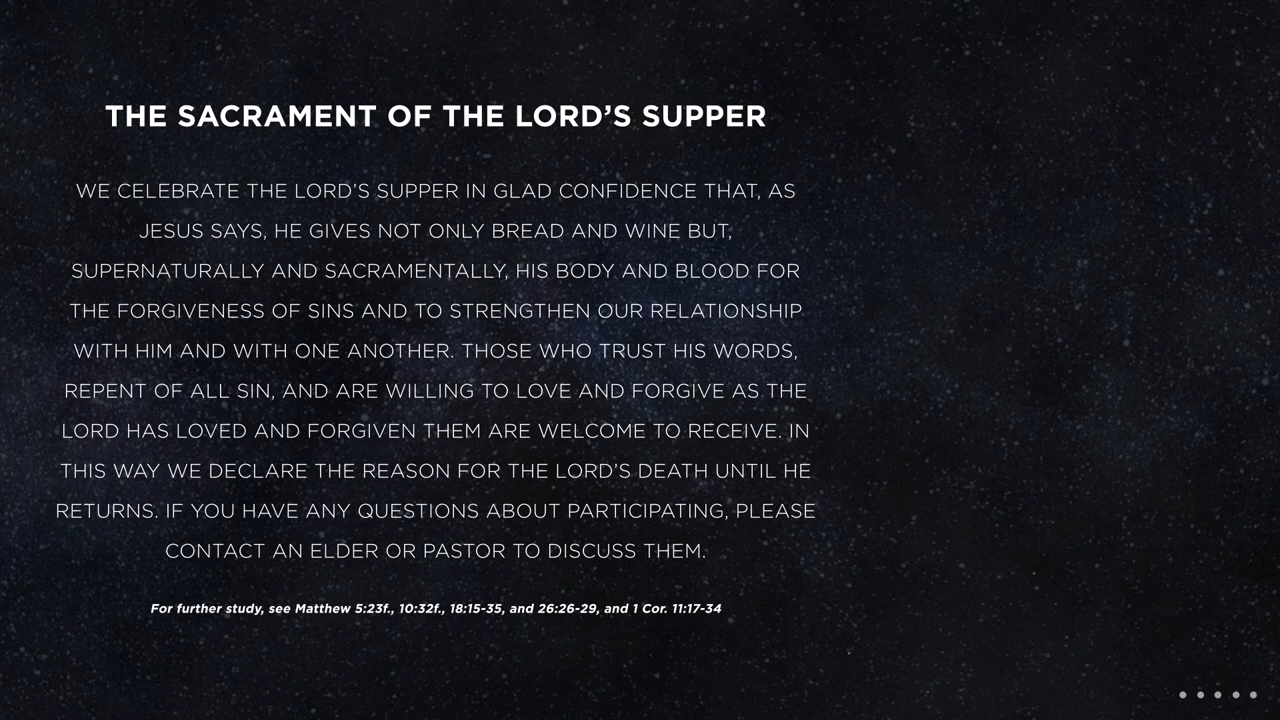 THE SACRAMENT OF THE LORD’S SUPPER
WE CELEBRATE THE LORD’S SUPPER IN GLAD CONFIDENCE THAT, AS
JESUS SAYS, HE GIVES NOT ONLY BREAD AND WINE BUT,
SUPERNATURALLY AND SACRAMENTALLY, HIS BODY AND BLOOD FOR
THE FORGIVENESS OF SINS AND TO STRENGTHEN OUR RELATIONSHIP
WITH HIM AND WITH ONE ANOTHER. THOSE WHO TRUST HIS WORDS,
REPENT OF ALL SIN, AND ARE WILLING TO LOVE AND FORGIVE AS THE
LORD HAS LOVED AND FORGIVEN THEM ARE WELCOME TO RECEIVE. IN
THIS WAY WE DECLARE THE REASON FOR THE LORD’S DEATH UNTIL HE
RETURNS. IF YOU HAVE ANY QUESTIONS ABOUT PARTICIPATING, PLEASE
CONTACT AN ELDER OR PASTOR TO DISCUSS THEM.
For further study, see Matthew 5:23f., 10:32f., 18:15-35, and 26:26-29, and 1 Cor. 11:17-34